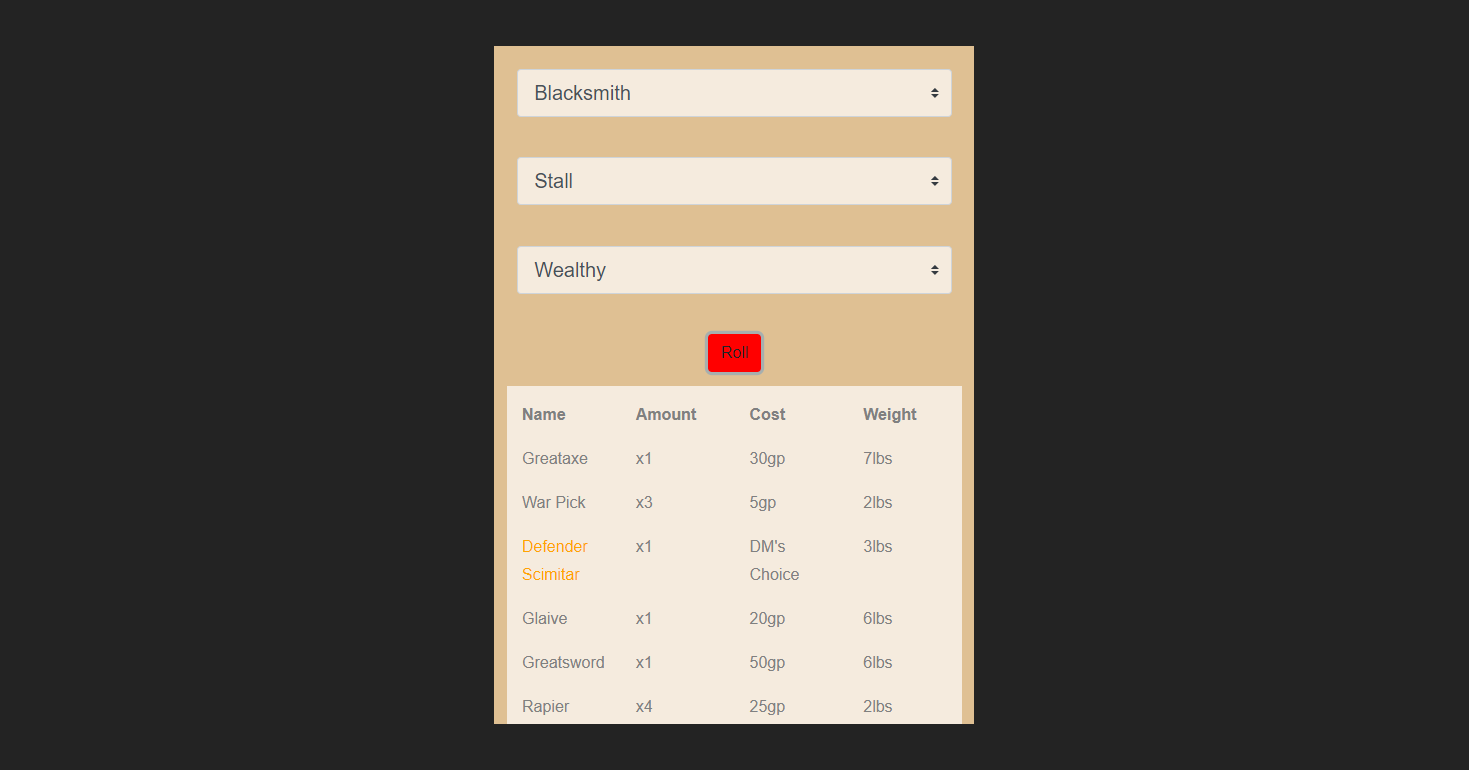 Blacksmith
Stall
Wealthy
Roll
Name Amount Cost Weight
Greataxe x1 30gp 7lbs
War Pick x3 5gp 2lbs
Defender x1 DM's 3lbs
Scimitar Choice
Glaive x1 20gp 6lbs
Greatsword x1 50gp 6lbs
Rapier x4 25gp 2lbs